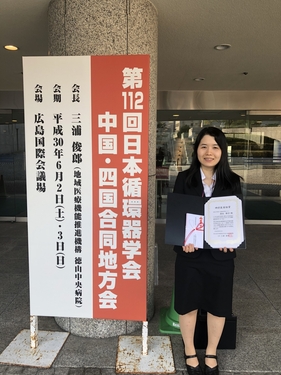 第112回日本循環器学会
中国・四国合同地方会
会長 三浦 俊郎(地域医療機能推進機構 徳山中央病院)
会期 平成30年6月2日(土)・3日(日)
会場 広島国際会議場